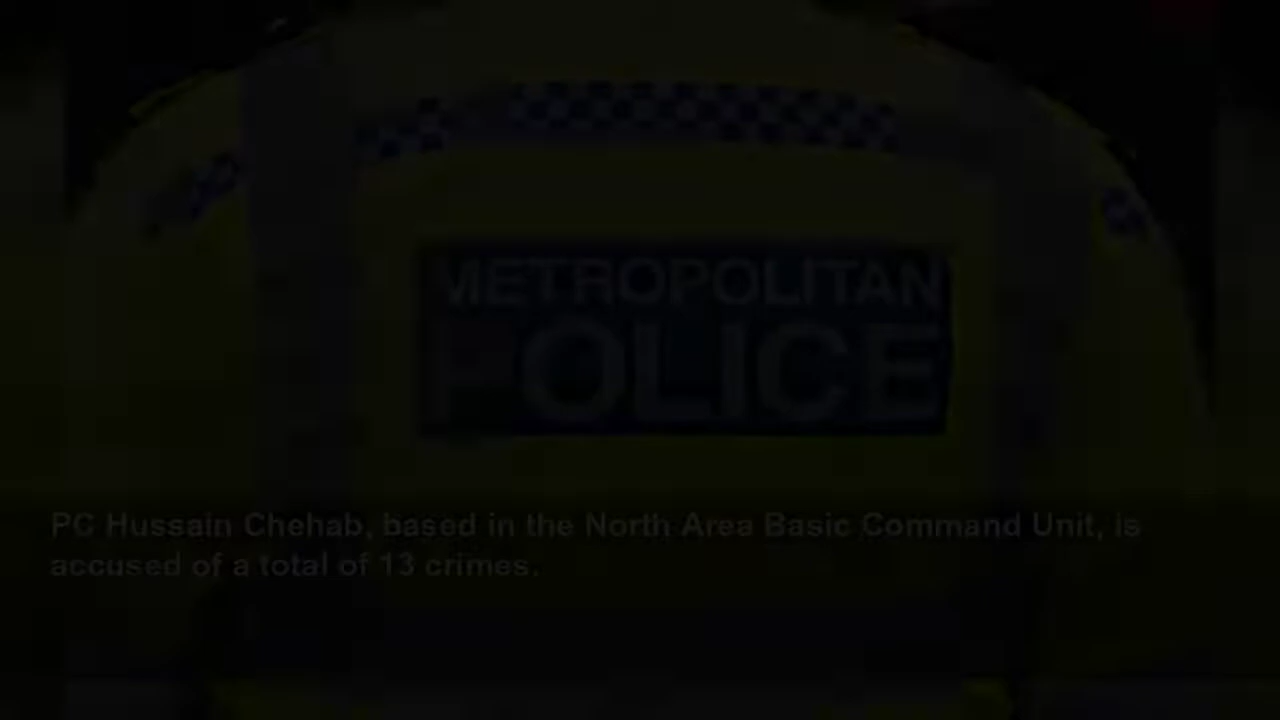 METROPOLITAN
POLICE
PC Hussain Chehab, based in the North Area Basic Command Unit, is
accused of a total of 13 crimes.